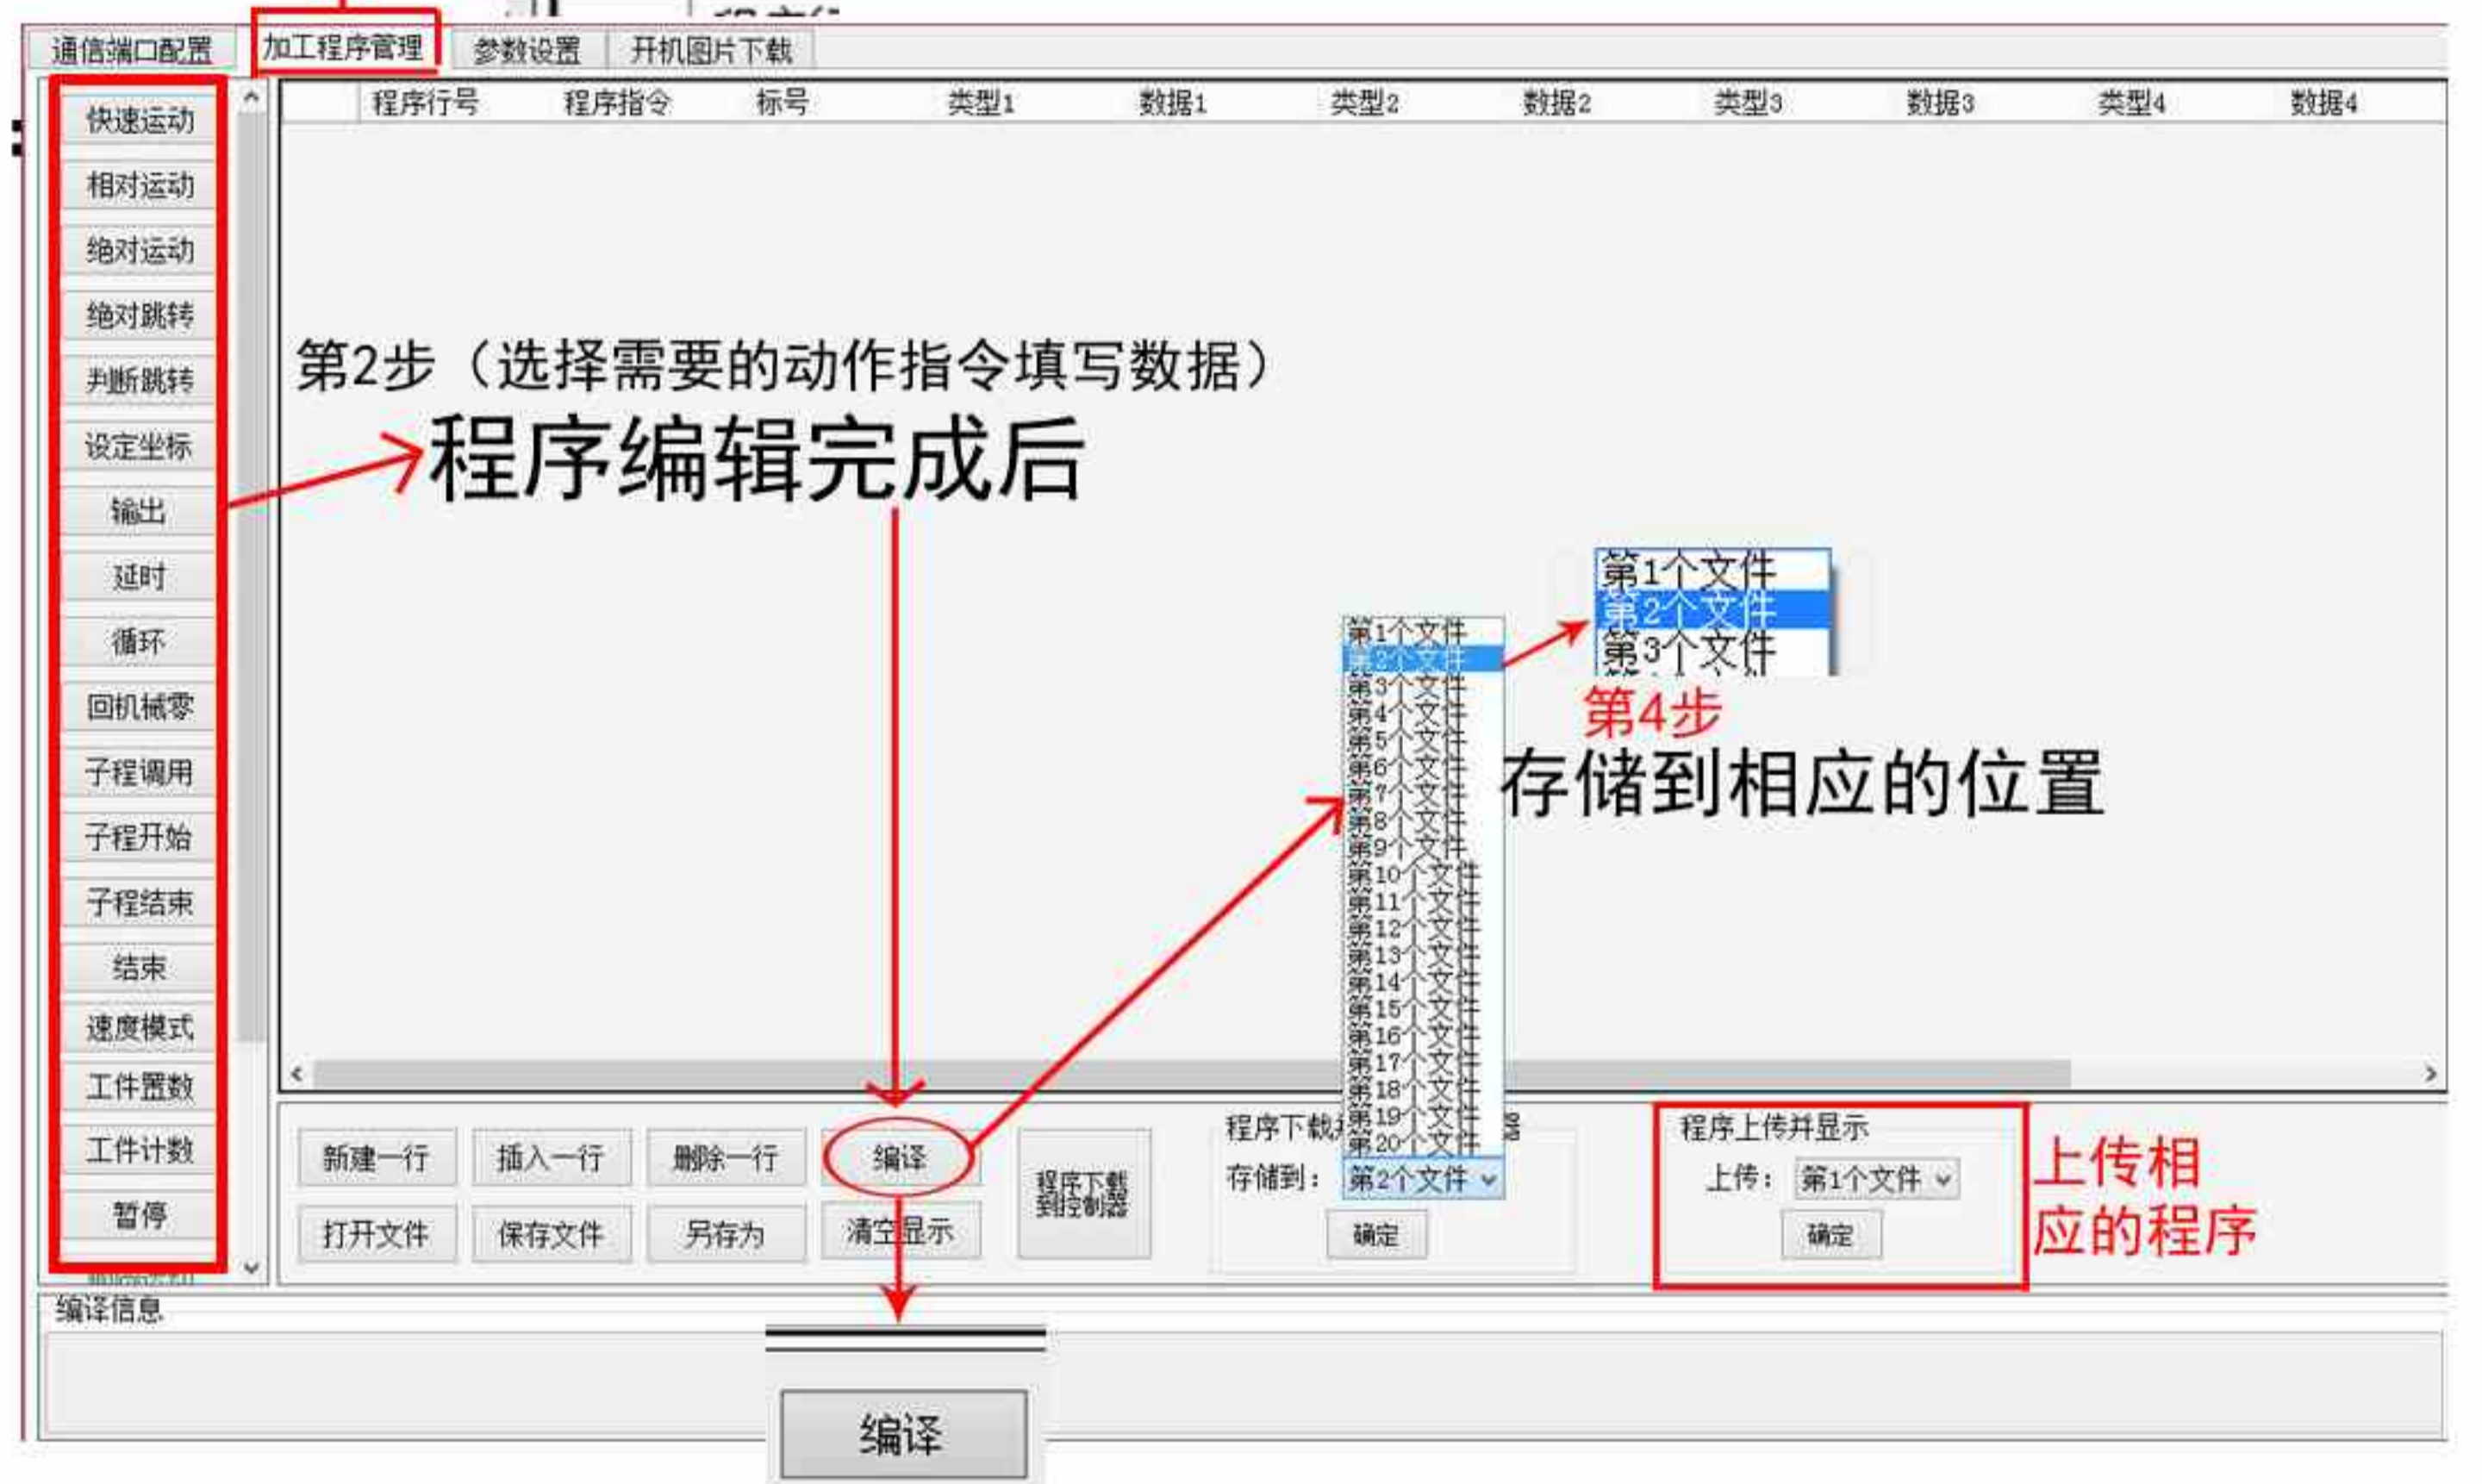 通信端口配置 加工程序管理 参数设置 开机图片下载
程序行号 程序指令 标号 类型1 数据1 类型2 数据2 类型3 数据3 类型4 数据4
快速运动
相对运动
绝对运动
绝对跳转
判断跳转
设定坐标
输出
延时
循环
回机械零
子程调用
子程开始
子程结束
结束
速度模式
工件置数
工件计数
暂停
第2步（选择需要的动作指令填写数据）
程序编辑完成后
第1个文件
第2个文件
第3个文件
第4步
存储到相应的位置
第1个文件
第2个文件
第3个文件
第4个文件
第5个文件
第6个文件
第7个文件
第8个文件
第9个文件
第10个文件
第11个文件
第12个文件
第13个文件
第14个文件
第15个文件
第16个文件
第17个文件
第18个文件
第19个文件
第20个文件
新建一行 插入一行 删除一行 编译
打开文件 保存文件 另存为 清空显示
程序下载
到控制器
程序下载
存储到： 第2个文件
确定
程序上传并显示
上传： 第1个文件
确定
上传相
应的程序
编译信息
编译